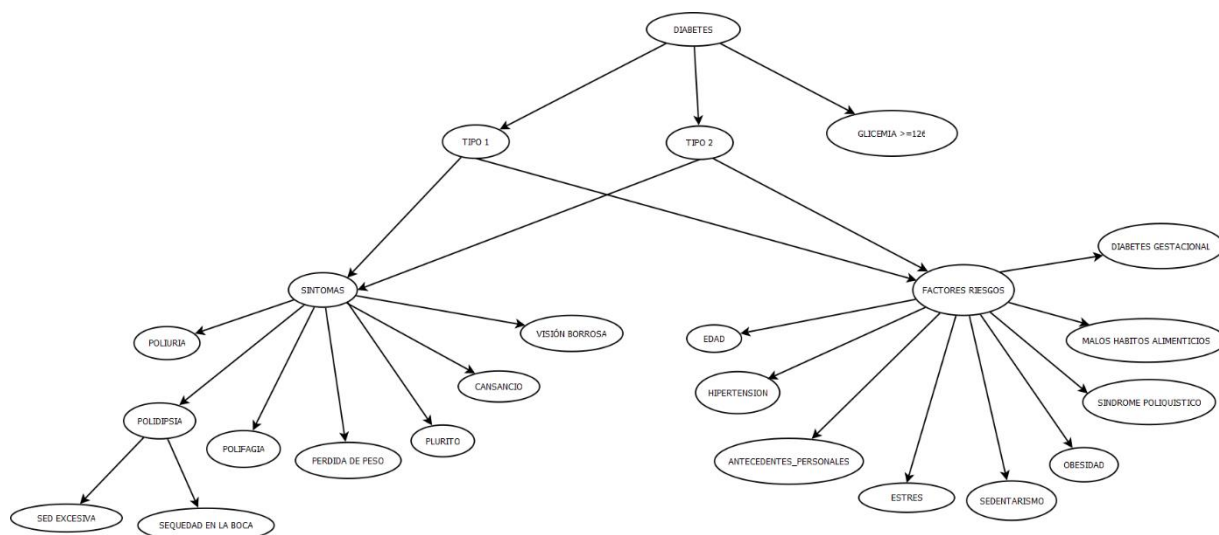 DIABETES
TIPO 1
TIPO 2
GLICEMIA >=126
SINTOMAS
FACTORES RIESGOS
DIABETES GESTACIONAL
POLIURIA
VISIÓN BORROSA
EDAD
MALOS HABITOS ALIMENTICIOS
CANSANCIO
HIPERTENSION
SINDROME POLIQUISTICO
POLIDIPSIA
POLIFAGIA
PERDIDA DE PESO
PLURITO
ANTECEDENTES_PERSONALES
OBESIDAD
ESTRES
SEDENTARISMO
SED EXCESIVA
SEQUEDAD EN LA BOCA